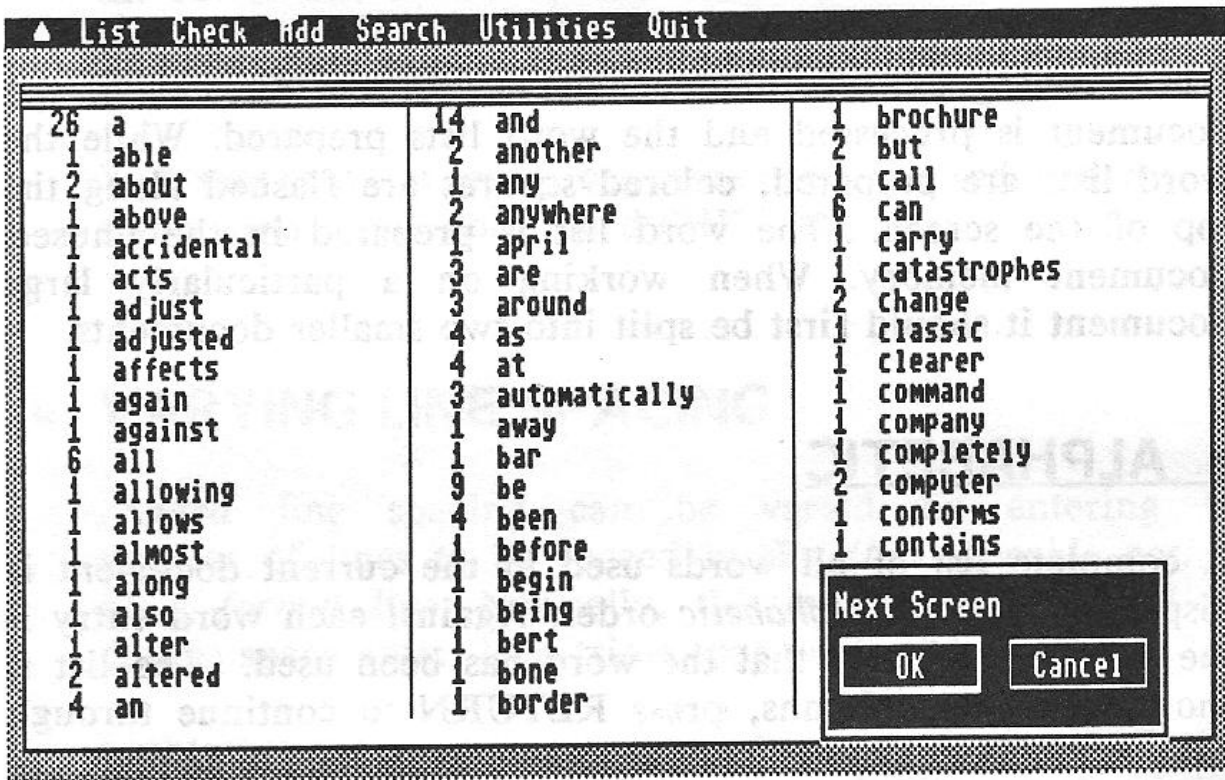 List Check Add Search Utilities Quit
26 a
1 able
2 about
1 above
1 accidental
1 acts
1 adjust
1 adjusted
1 affects
1 again
1 against
6 all
1 allowing
1 allows
1 almost
1 along
1 also
1 alter
2 altered
4 an
14 and
2 another
1 any
2 anywhere
1 april
3 are
3 around
4 as
4 at
3 automatically
1 away
1 bar
9 be
4 been
1 before
1 begin
1 being
1 bert
1 bone
1 border
1 brochure
2 but
1 call
6 can
1 carry
1 catastrophes
2 change
1 classic
1 clearer
1 command
1 company
1 completely
2 computer
1 conforms
1 contains
Next Screen
OK Cancel